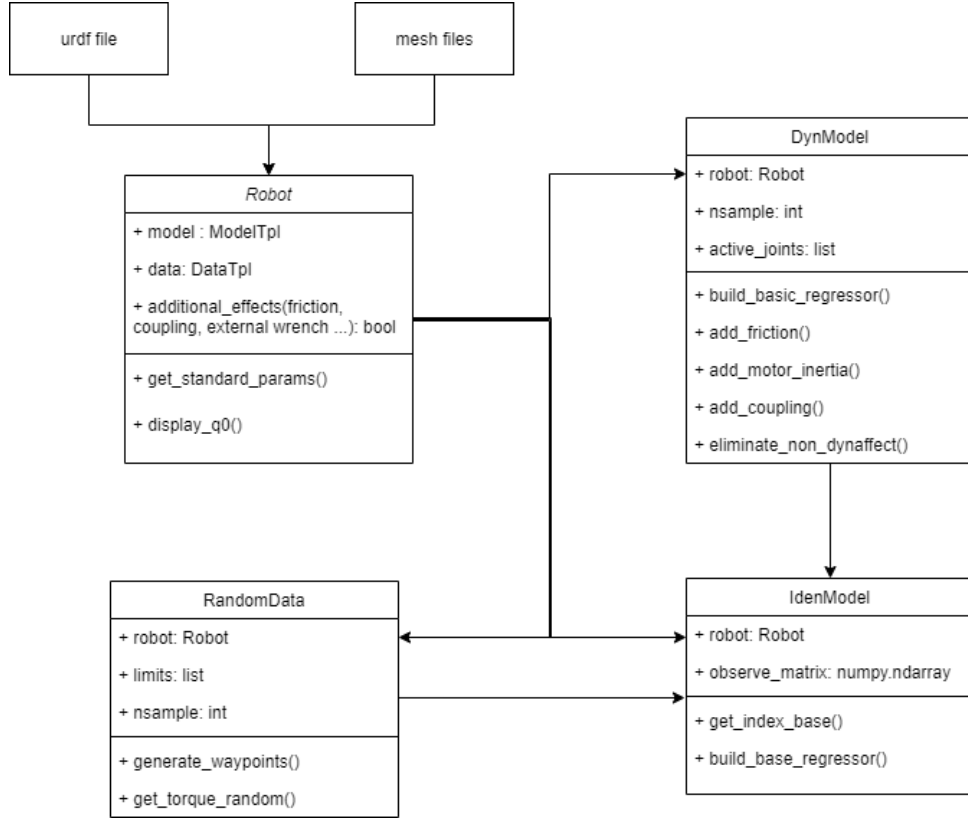 urdf file
mesh files
Robot
+ model : ModelTpl
+ data: DataTpl
+ additional_effects(friction,
coupling, external wrench ...): bool
+ get_standard_params()
+ display_q0()
DynModel
+ robot: Robot
+ nsample: int
+ active_joints: list
+ build_basic_regressor()
+ add_friction()
+ add_motor_inertia()
+ add_coupling()
+ eliminate_non_dynaffect()
RandomData
+ robot: Robot
+ limits: list
+ nsample: int
+ generate_waypoints()
+ get_torque_random()
IdenModel
+ robot: Robot
+ observe_matrix: numpy.ndarray
+ get_index_base()
+ build_base_regressor()